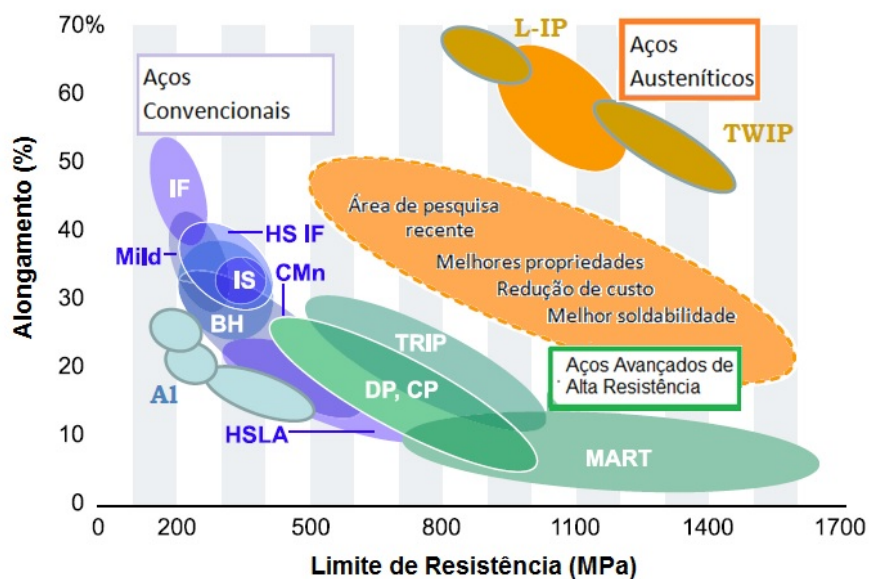 70%
60
50
40
30
20
10
0
Alongamento (%)
Aços
Convencionais
L-IP
Aços
Austeníticos
TWIP
IF
HS IF
Mild
IS
CMn
BH
Al
HSLA
Área de pesquisa
recente
Melhores propriedades
Redução de custo
Melhor soldabilidade
TRIP
DP, CP
Aços Avançados de
Alta Resistência
MART
0 200 500 800 1100 1400 1700
Limite de Resistência (MPa)